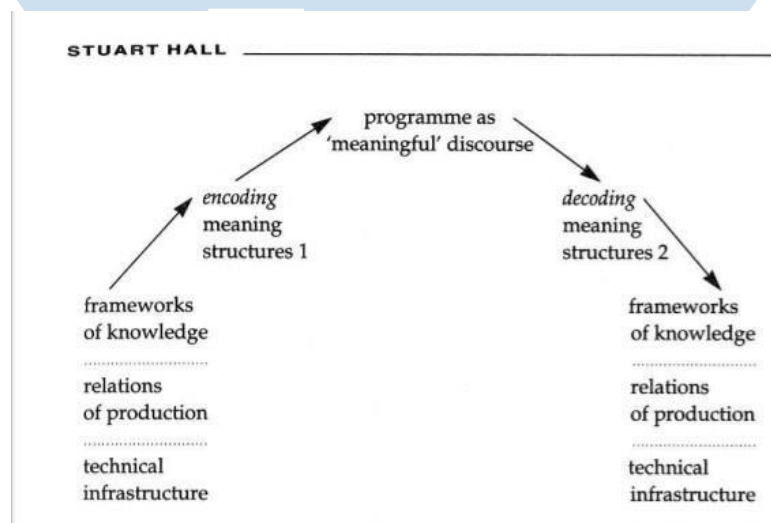 STUART HALL
programme as
‘meaningful’ discourse
encoding
meaning
structures 1
decoding
meaning
structures 2
frameworks
of knowledge
relations
of production
technical
infrastructure
frameworks
of knowledge
relations
of production
technical
infrastructure